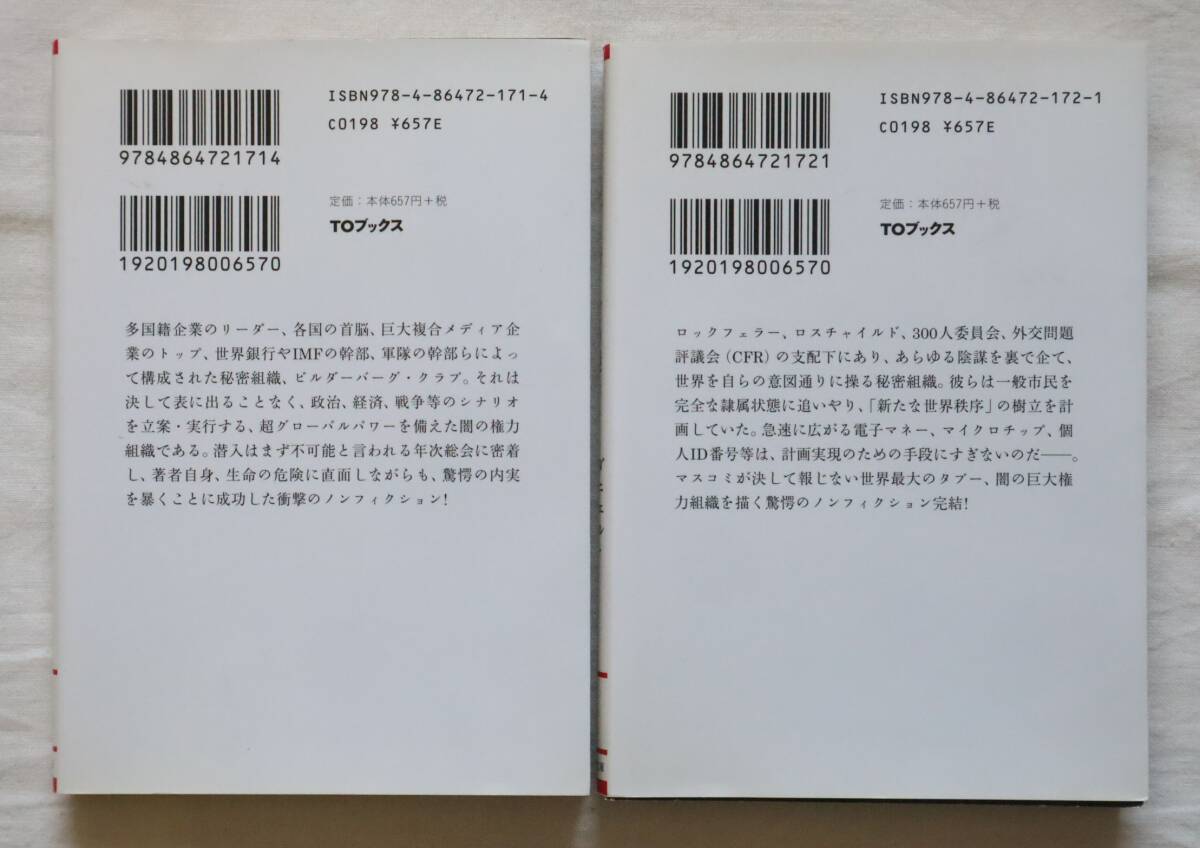 ISBN978-4-86472-171-4
C0198 ¥657E
9784864721714
定価：本体657円+税
TOブックス
1920198006570
多国籍企業のリーダー、各国の首脳、巨大複合メディア企
業のトップ、世界銀行やIMFの幹部、軍隊の幹部らによっ
て構成された秘密組織、ビルダーバーグ・クラブ。それは
決して表に出ることなく、政治、経済、戦争等のシナリオ
を立案・実行する、超グローバルパワーを備えた闇の権力
組織である。潜入はまず不可能と言われる年次総会に密着
し、著者自身、生命の危険に直面しながらも、驚愕の内実
を暴くことに成功した衝撃のノンフィクション！
ISBN978-4-86472-172-1
C0198 ¥657E
9784864721721
定価：本体657円+税
TOブックス
1920198006570
ロックフェラー、ロスチャイルド、300人委員会、外交問題
評議会（CFR）の支配下にあり、あらゆる陰謀を裏で企て、
世界を自らの意図通りに操る秘密組織。彼らは一般市民を
完全な隷属状態に追いやり、「新たな世界秩序」の樹立を計
画していた。急速に広がる電子マネー、マイクロチップ、個
人ID番号等は、計画実現のための手段にすぎないのだ――。
マスコミが決して報じない世界最大のタブー、闇の巨大権
力組織を描く驚愕のノンフィクション完結！